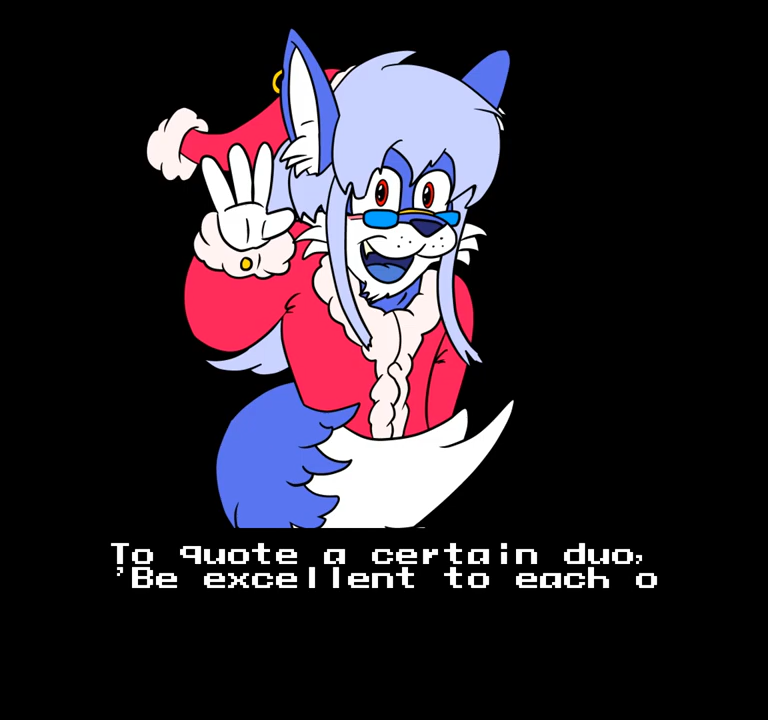 To quote a certain duo,
'Be excellent to each o